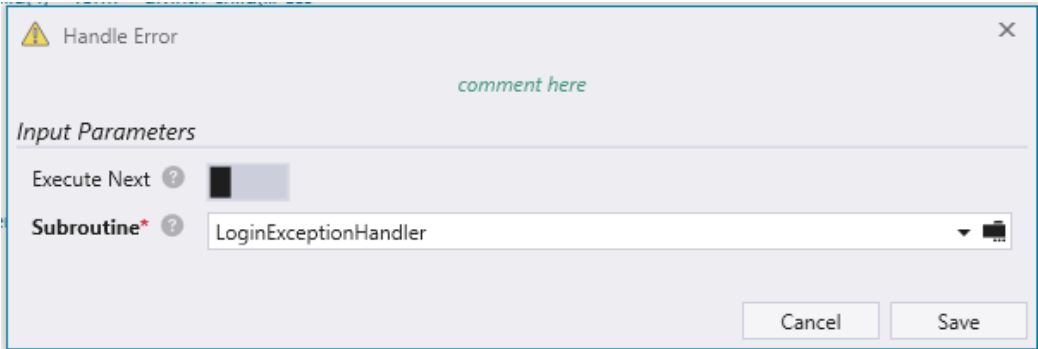 Handle Error
comment here
Input Parameters
Execute Next
Subroutine*
LoginExceptionHandler
Cancel
Save